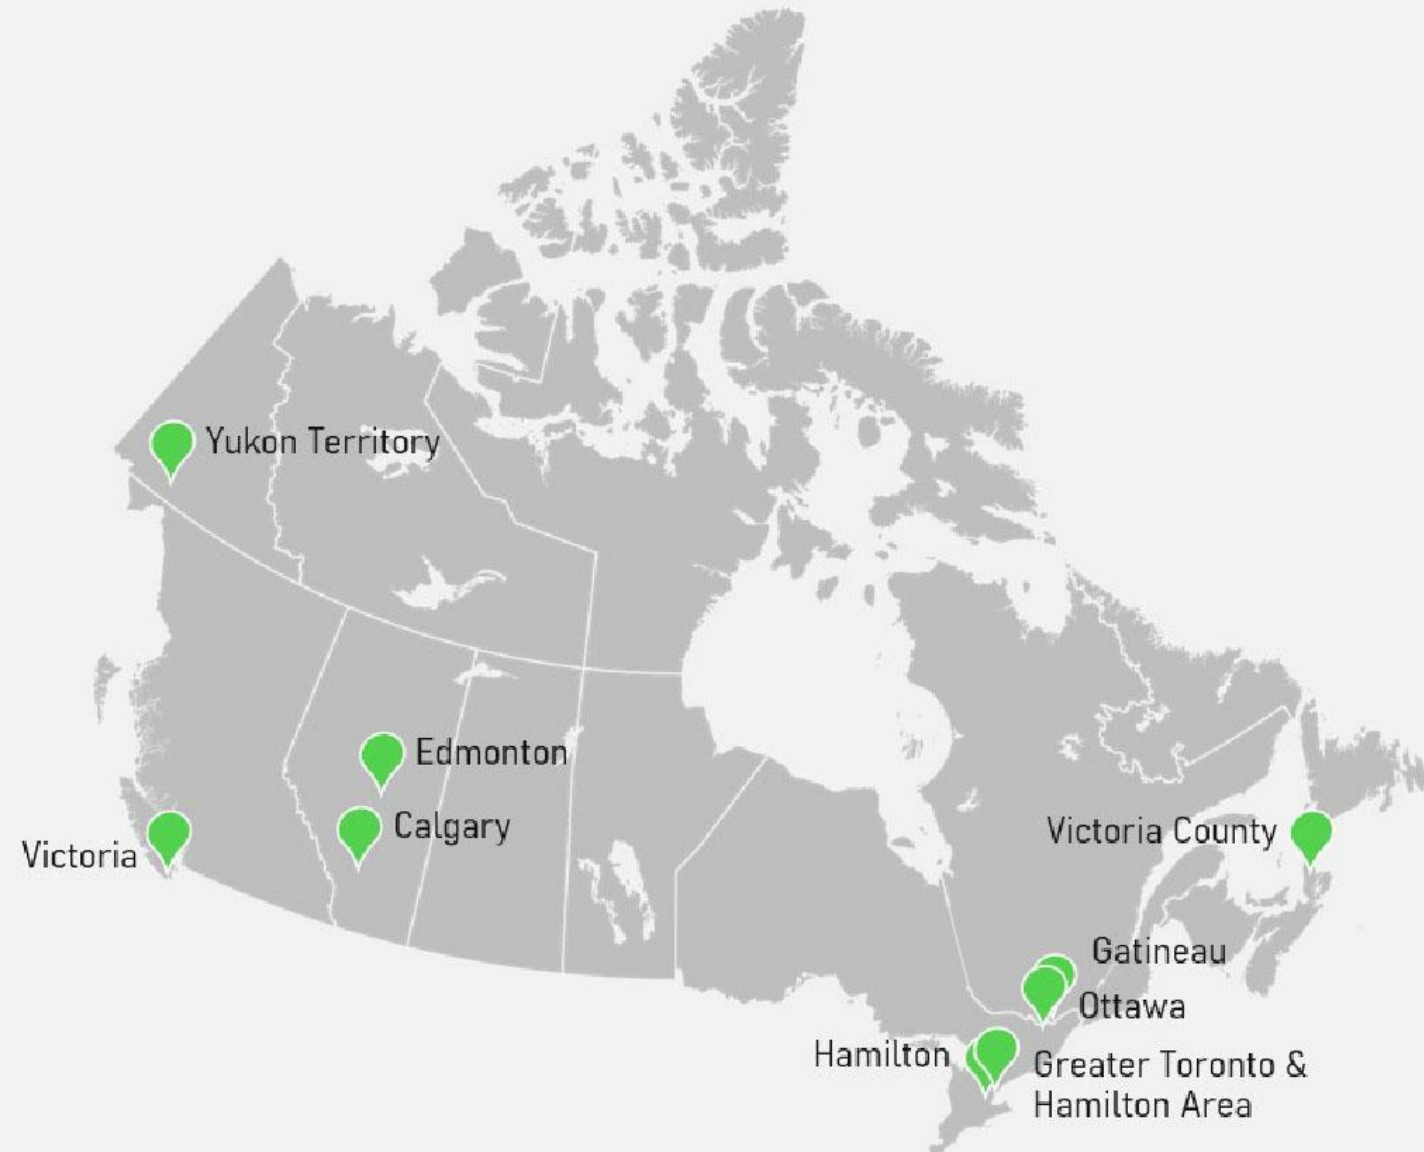 Yukon Territory
Edmonton
Calgary
Victoria
Victoria County
Gatineau
Ottawa
Hamilton
Greater Toronto &
Hamilton Area